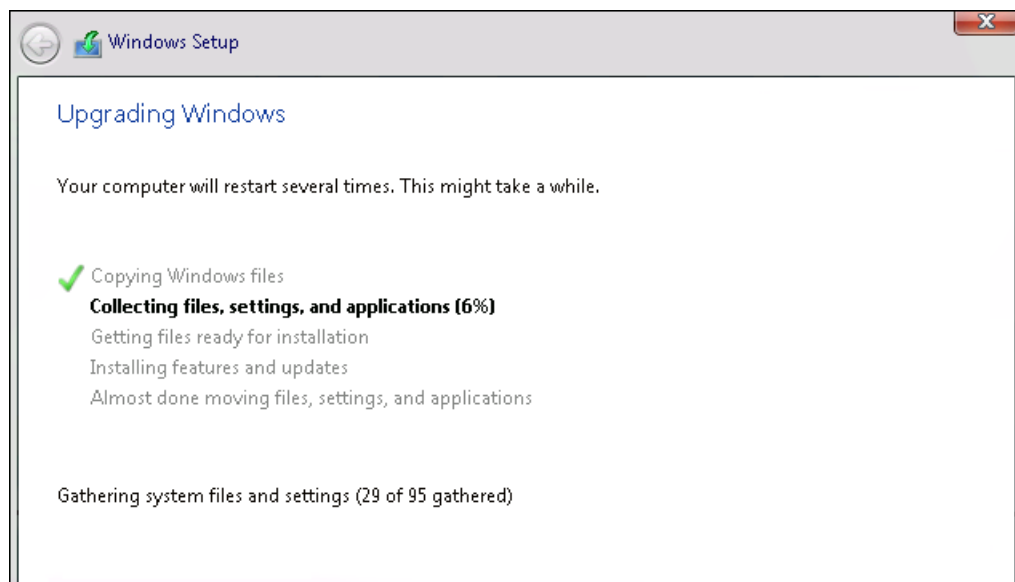 Windows Setup
Upgrading Windows
Your computer will restart several times. This might take a while.
Copying Windows files
Collecting files, settings, and applications (6%)
Getting files ready for installation
Installing features and updates
Almost done moving files, settings, and applications
Gathering system files and settings (29 of 95 gathered)